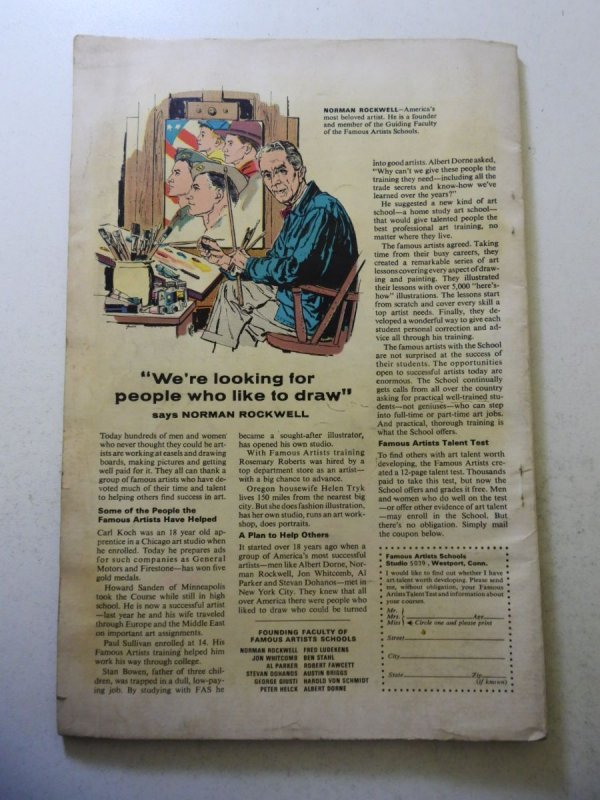 NORMAN ROCKWELL—America's
most beloved artist. He is a founder
and member of the Guiding Faculty
of the Famous Artists Schools.
"We're looking for
people who like to draw"
says NORMAN ROCKWELL
Today hundreds of men and women
who never thought they could be art-
ists are working at easels and drawing
boards, making pictures and getting
well paid for it. They all can thank a
group of famous artists who have de-
voted much of their time and talent
to helping others find success in art.
Some of the People the
Famous Artists Have Helped
Carl Koch was an 18 year old ap-
prentice in a Chicago art studio when
he enrolled. Today he prepares ads
for such companies as General
Motors and Firestone—has won five
gold medals.
Howard Sanden of Minneapolis
took the Course while still in high
school. He is now a successful artist
—last year he and his wife traveled
through Europe and the Middle East
on important art assignments.
Paul Sullivan enrolled at 14. His
Famous Artists training helped him
work his way through college.
Stan Bowen, father of three chil-
dren, was trapped in a dull, low-pay-
ing job. By studying with FAS he
became a sought-after illustrator,
has opened his own studio.
With Famous Artists training
Rosemary Roberts was hired by a
top department store as an artist—
with a big chance to advance.
Oregon housewife Helen Tryk
lives 150 miles from the nearest big
city. But she does fashion illustration,
has her own studio, runs an art work-
shop, does portraits.
A Plan to Help Others
It started over 18 years ago when a
group of America's most successful
artists—men like Albert Dorne, Nor-
man Rockwell, Jon Whitcomb, Al
Parker and Stevan Dohanos—met in
New York City. They knew that all
over America there were people who
liked to draw who could be turned
FOUNDING FACULTY OF
FAMOUS ARTISTS SCHOOLS
NORMAN ROCKWELL FRED LUDEKENS
JON WHITCOMB BEN STAHL
AL PARKER ROBERT FAWCETT
STEVAN DOHANOS AUSTIN BRIGGS
GEORGE GIUSTI HAROLD VON SCHMIDT
PETER HELCK ALBERT DORNE
into good artists. Albert Dorne asked,
"Why can't we give these people the
training they need—including all the
trade secrets and know-how we've
learned over the years?"
He suggested a new kind of art
school—a home study art school—
that would give talented people the
best professional art training, no
matter where they live.
The famous artists agreed. Taking
time from their busy careers, they
created a remarkable series of art
lessons covering every aspect of draw-
ing and painting. They illustrated
their lessons with over 5,000 "here's-
how" illustrations. The lessons start
from scratch and cover every skill a
top artist needs. Finally, they de-
veloped a wonderful way to give each
student personal correction and ad-
vice all through his training.
The famous artists with the School
are not surprised at the success of
their students. The opportunities
open to successful artists today are
enormous. The School continually
gets calls from all over the country
asking for practical well-trained stu-
dents—not geniuses—who can step
into full-time or part-time art jobs.
And practical, thorough training is
what the School offers.
Famous Artists Talent Test
To find others with art talent worth
developing, the Famous Artists cre-
ated a 12-page talent test. Thousands
paid to take this test, but now the
School offers and grades it free. Men
and women who do well on the test
—or offer other evidence of art talent
—may enroll in the School. But
there's no obligation. Simply mail
the coupon below.
Famous Artists Schools
Studio 5039, Westport, Conn.
I would like to find out whether I have
art talent worth developing. Please send
me, without obligation, your Famous
Artists Talent Test and information about
your courses.
Mr.
Mrs. Age
Miss Circle one and please print
Street
City
State Zip
(if known)